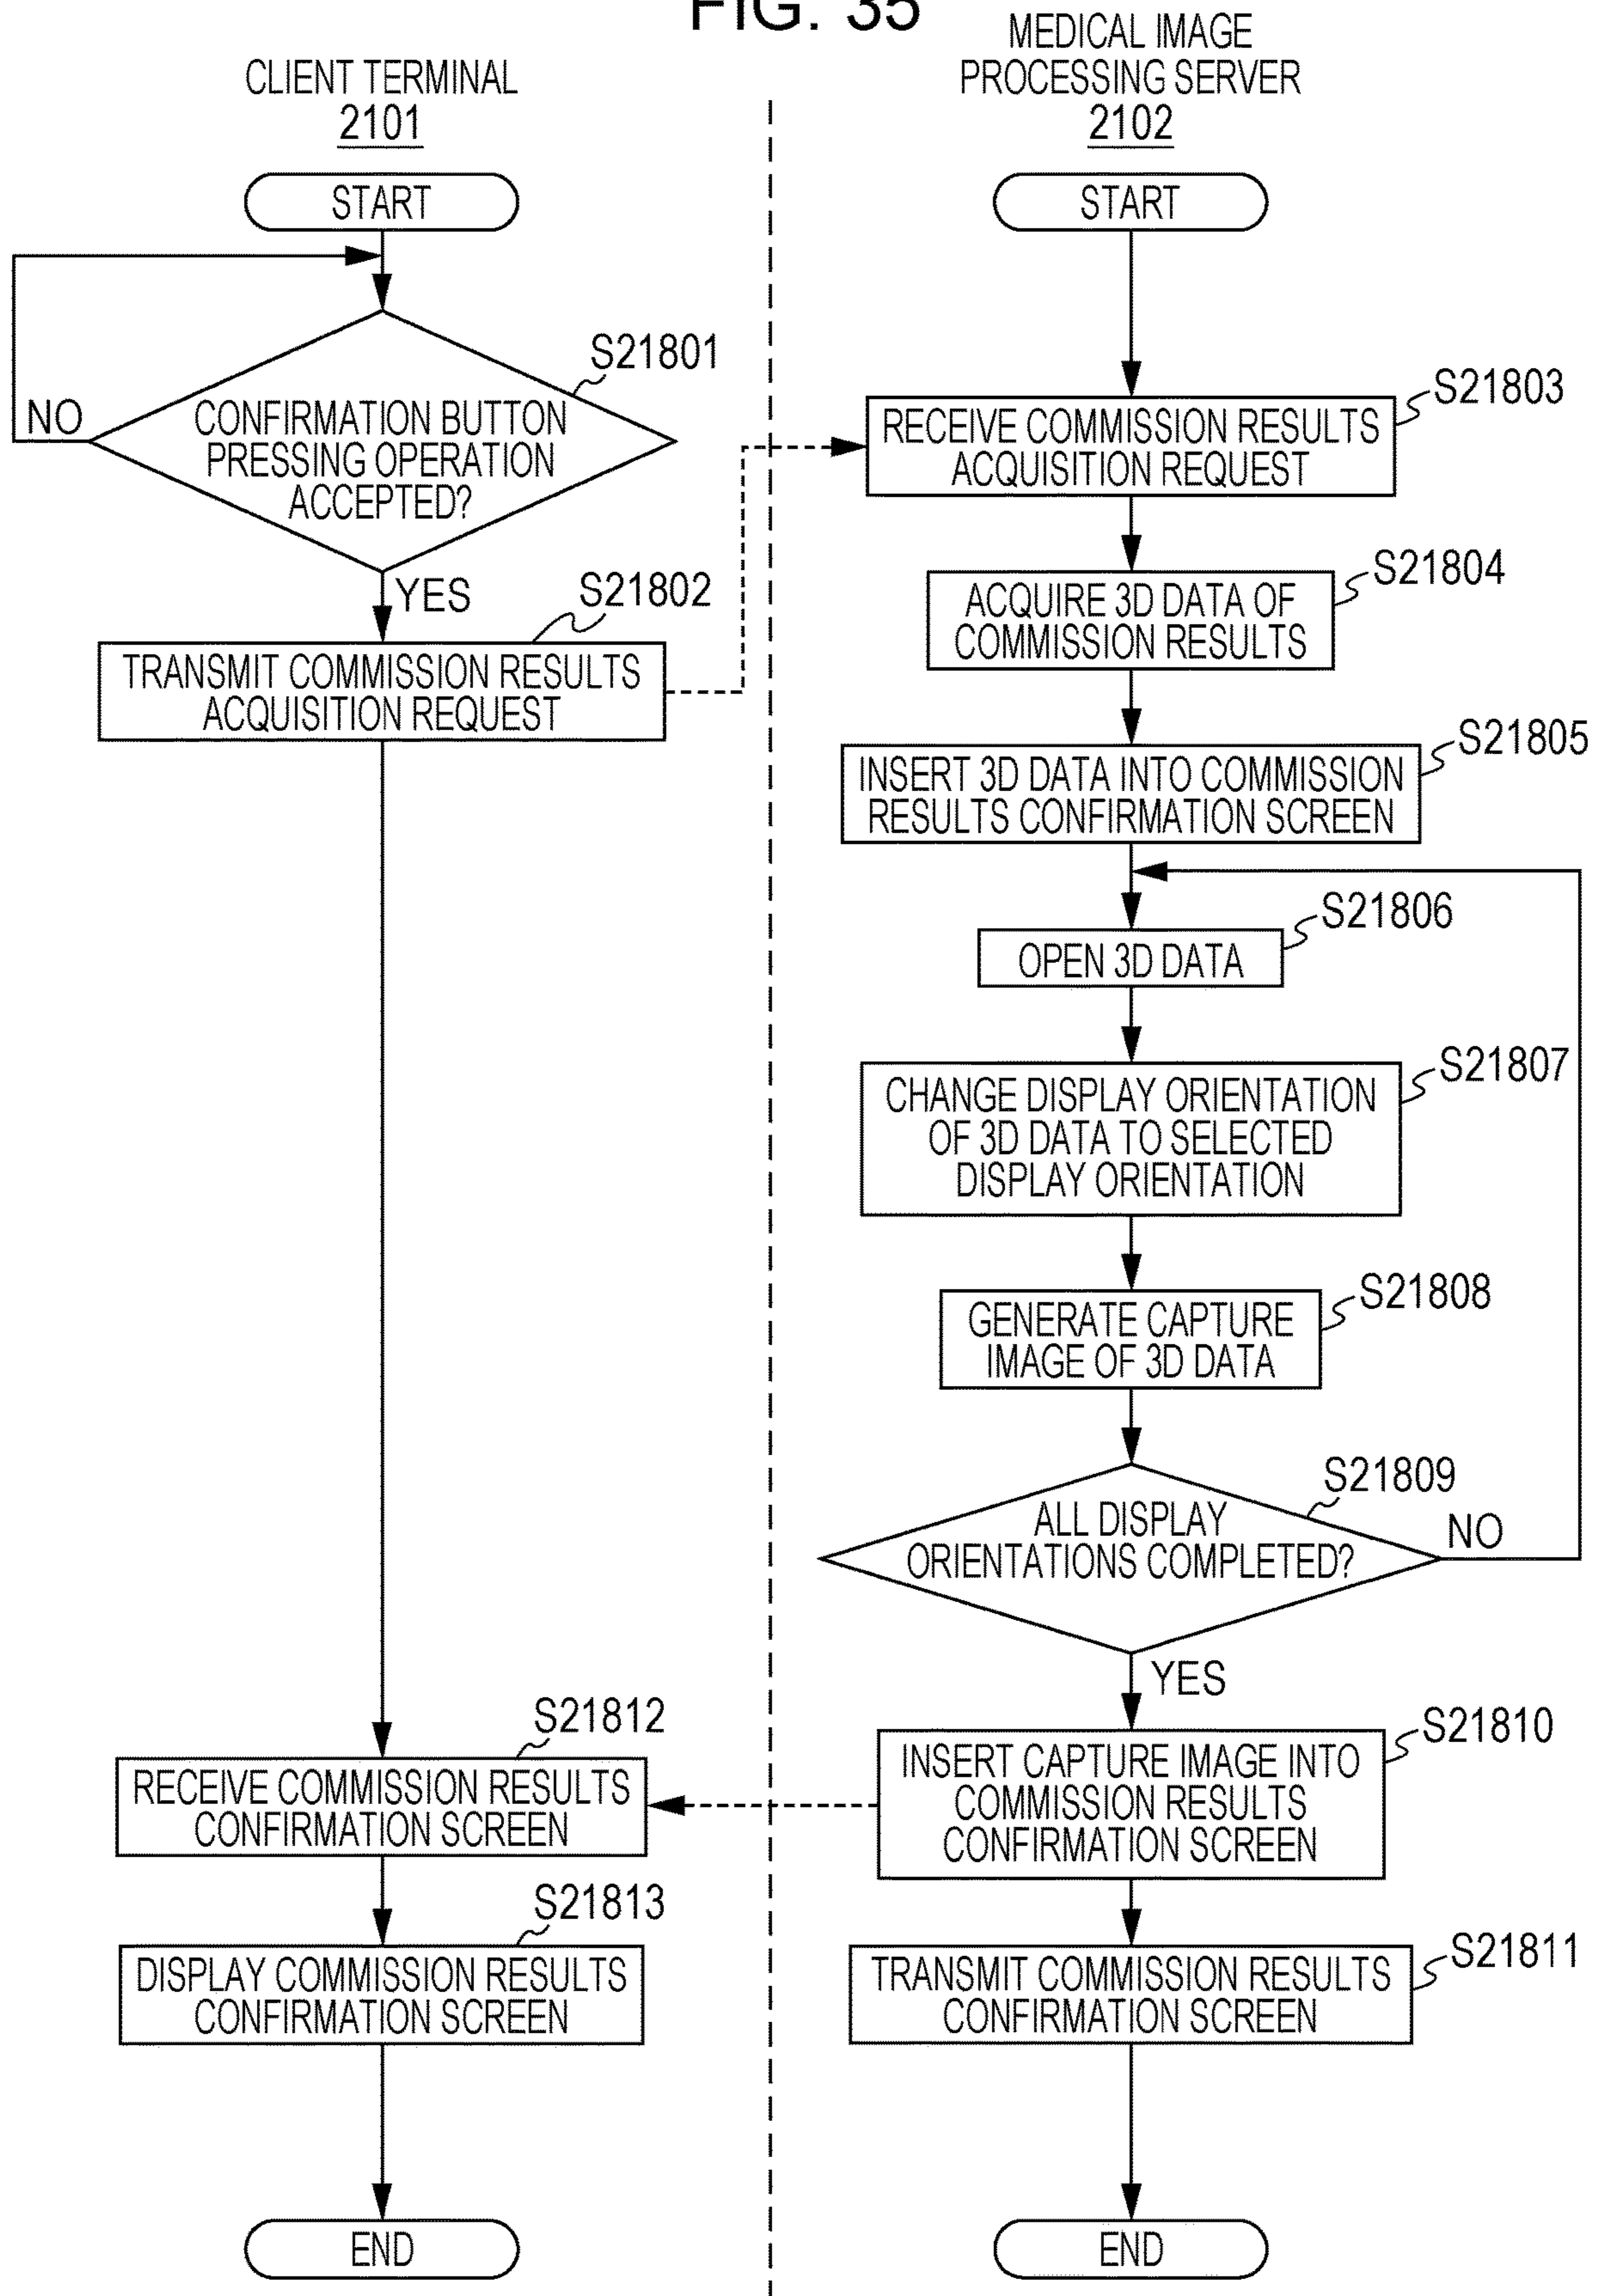 FIG. 35
CLIENT TERMINAL
2101
START
S21801
NO
CONFIRMATION BUTTON
PRESSING OPERATION
ACCEPTED?
YES
S21802
TRANSMIT COMMISSION RESULTS
ACQUISITION REQUEST
S21812
RECEIVE COMMISSION RESULTS
CONFIRMATION SCREEN
S21813
DISPLAY COMMISSION RESULTS
CONFIRMATION SCREEN
END
MEDICAL IMAGE
PROCESSING SERVER
2102
START
S21803
RECEIVE COMMISSION RESULTS
ACQUISITION REQUEST
S21804
ACQUIRE 3D DATA OF
COMMISSION RESULTS
S21805
INSERT 3D DATA INTO COMMISSION
RESULTS CONFIRMATION SCREEN
S21806
OPEN 3D DATA
S21807
CHANGE DISPLAY ORIENTATION
OF 3D DATA TO SELECTED
DISPLAY ORIENTATION
S21808
GENERATE CAPTURE
IMAGE OF 3D DATA
S21809
ALL DISPLAY
ORIENTATIONS COMPLETED?
NO
YES
S21810
INSERT CAPTURE IMAGE INTO
COMMISSION RESULTS
CONFIRMATION SCREEN
S21811
TRANSMIT COMMISSION RESULTS
CONFIRMATION SCREEN
END